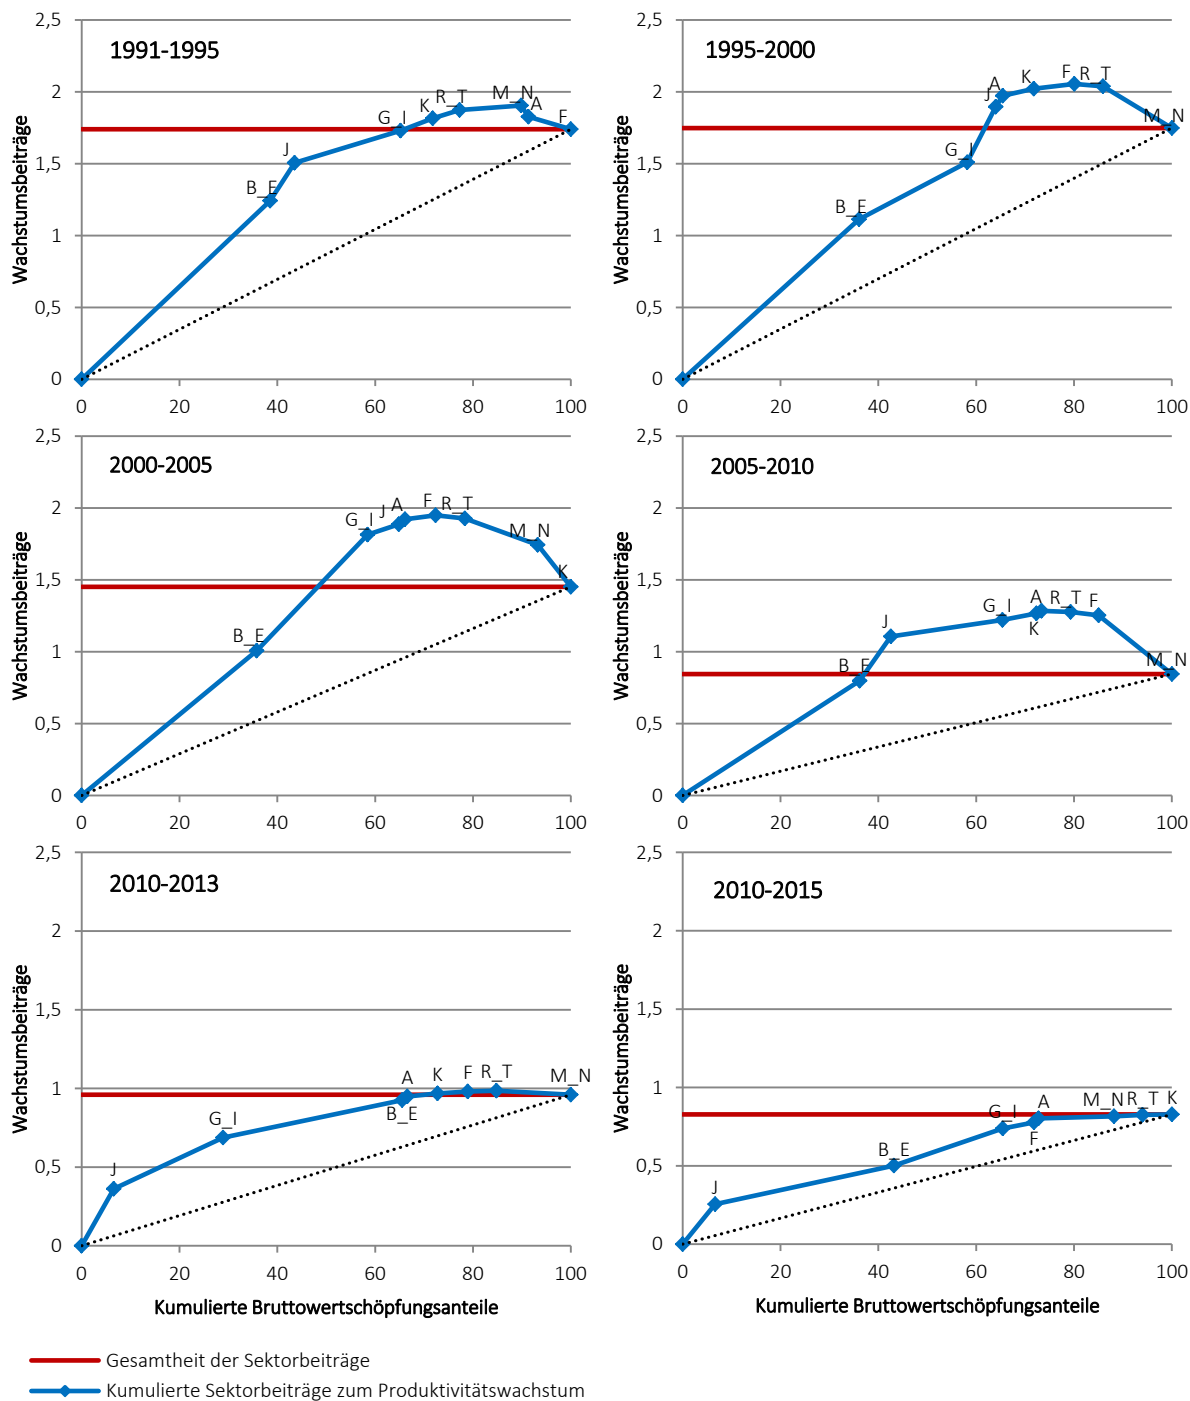 1991-1995
Wachstumsbeiträge
2,5
2
1,5
1
0,5
0
0 20 40 60 80 100
B_E J G_I K R_T M_N A F
1995-2000
Wachstumsbeiträge
2,5
2
1,5
1
0,5
0
0 20 40 60 80 100
B_E G_I J A K F R_T M_N
2000-2005
Wachstumsbeiträge
2,5
2
1,5
1
0,5
0
0 20 40 60 80 100
B_E G_I J A F R_T M_N K
2005-2010
Wachstumsbeiträge
2,5
2
1,5
1
0,5
0
0 20 40 60 80 100
B_E J G_I A K R_T F M_N
2010-2013
Wachstumsbeiträge
2,5
2
1,5
1
0,5
0
0 20 40 60 80 100
J G_I B_E A K F R_T M_N
Kumulierte Bruttowertschöpfungsanteile
2010-2015
Wachstumsbeiträge
2,5
2
1,5
1
0,5
0
0 20 40 60 80 100
J B_E G_I F A M_N R_T K
Kumulierte Bruttowertschöpfungsanteile
Gesamtheit der Sektorbeiträge
Kumulierte Sektorbeiträge zum Produktivitätswachstum